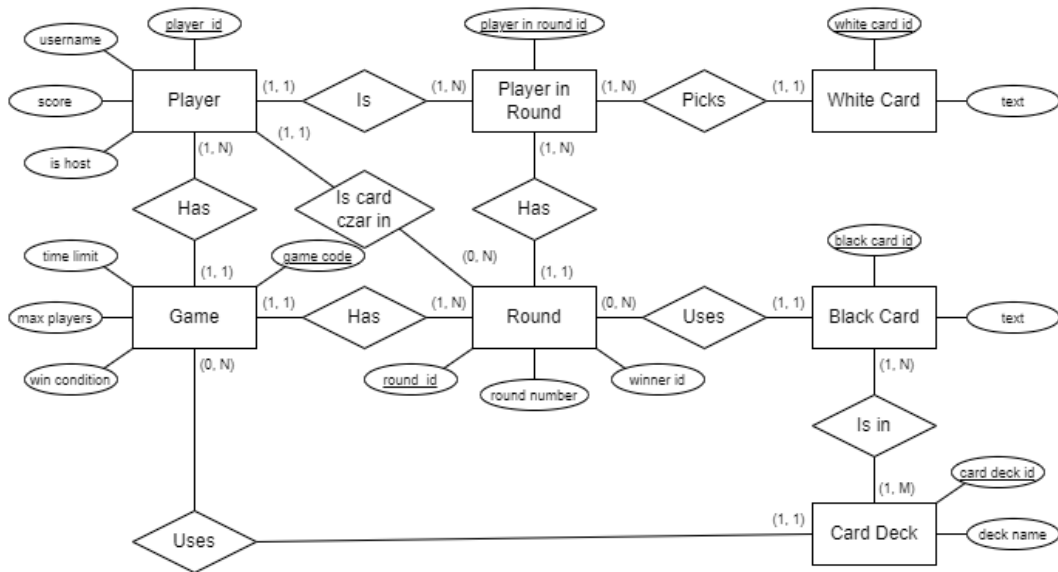 player_id
player in round id
white card id
username
score
is host
Player
(1, 1)
Is
(1, N)
Player in
Round
(1, N)
Picks
(1, 1)
White Card
text
(1, N)
(1, 1)
(1, N)
Has
Is card
czar in
Has
time limit
game code
(1, 1)
(0, N)
(1, 1)
black card id
max players
Game
(1, 1)
Has
(1, N)
Round
(0, N)
Uses
(1, 1)
Black Card
text
win condition
(0, N)
round_id
round number
winner id
(1, N)
Is in
card deck id
(1, M)
Uses
(1, 1)
Card Deck
deck name